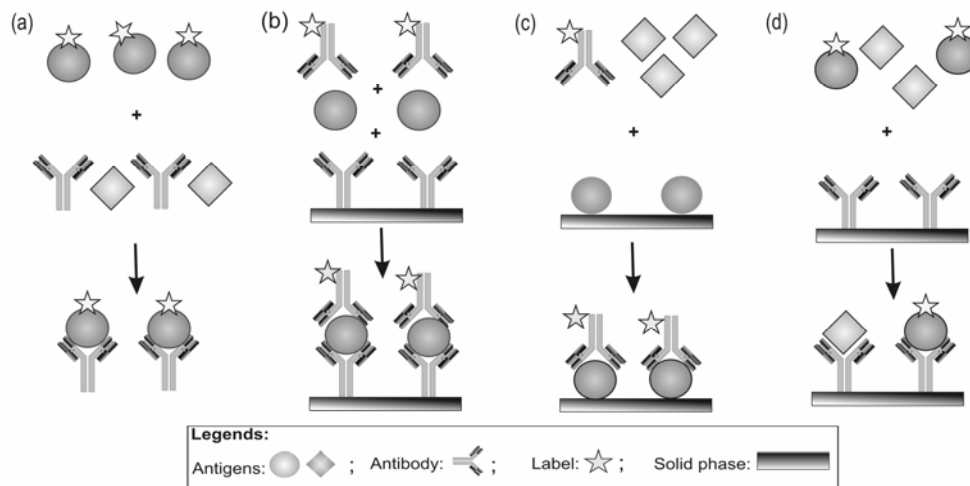 (a) (b) (c) (d)
+ + + +
+
Legends:
Antigens: ; Antibody: ; Label: ; Solid phase: